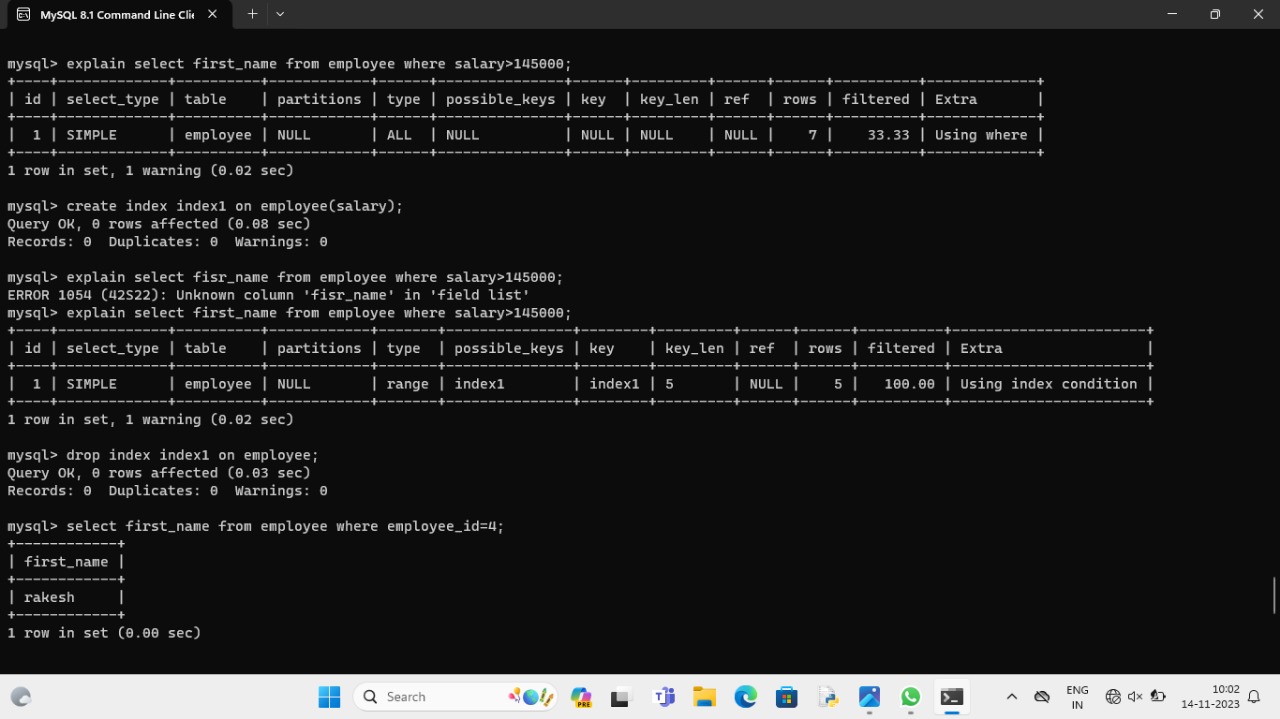 MySQL 8.1 Command Line Clie
mysql> explain select first_name from employee where salary>145000;
+----+-------------+----------+------------+------+---------------+------+---------+------+------+----------+-------------+
| id | select_type | table    | partitions | type | possible_keys | key  | key_len | ref  | rows | filtered | Extra       |
+----+-------------+----------+------------+------+---------------+------+---------+------+------+----------+-------------+
|  1 | SIMPLE      | employee | NULL       | ALL  | NULL          | NULL | NULL    | NULL |    7 |    33.33 | Using where |
+----+-------------+----------+------------+------+---------------+------+---------+------+------+----------+-------------+
1 row in set, 1 warning (0.02 sec)
mysql> create index index1 on employee(salary);
Query OK, 0 rows affected (0.08 sec)
Records: 0  Duplicates: 0  Warnings: 0
mysql> explain select fisr_name from employee where salary>145000;
ERROR 1054 (42S22): Unknown column 'fisr_name' in 'field list'
mysql> explain select first_name from employee where salary>145000;
+----+-------------+----------+------------+-------+---------------+--------+---------+------+------+----------+-----------------------+
| id | select_type | table    | partitions | type  | possible_keys | key    | key_len | ref  | rows | filtered | Extra                 |
+----+-------------+----------+------------+-------+---------------+--------+---------+------+------+----------+-----------------------+
|  1 | SIMPLE      | employee | NULL       | range | index1        | index1 | 5       | NULL |    5 |   100.00 | Using index condition |
+----+-------------+----------+------------+-------+---------------+--------+---------+------+------+----------+-----------------------+
1 row in set, 1 warning (0.02 sec)
mysql> drop index index1 on employee;
Query OK, 0 rows affected (0.03 sec)
Records: 0  Duplicates: 0  Warnings: 0
mysql> select first_name from employee where employee_id=4;
+------------+
| first_name |
+------------+
| rakesh     |
+------------+
1 row in set (0.00 sec)
Search
PRE
ENG
IN
10:02
14-11-2023